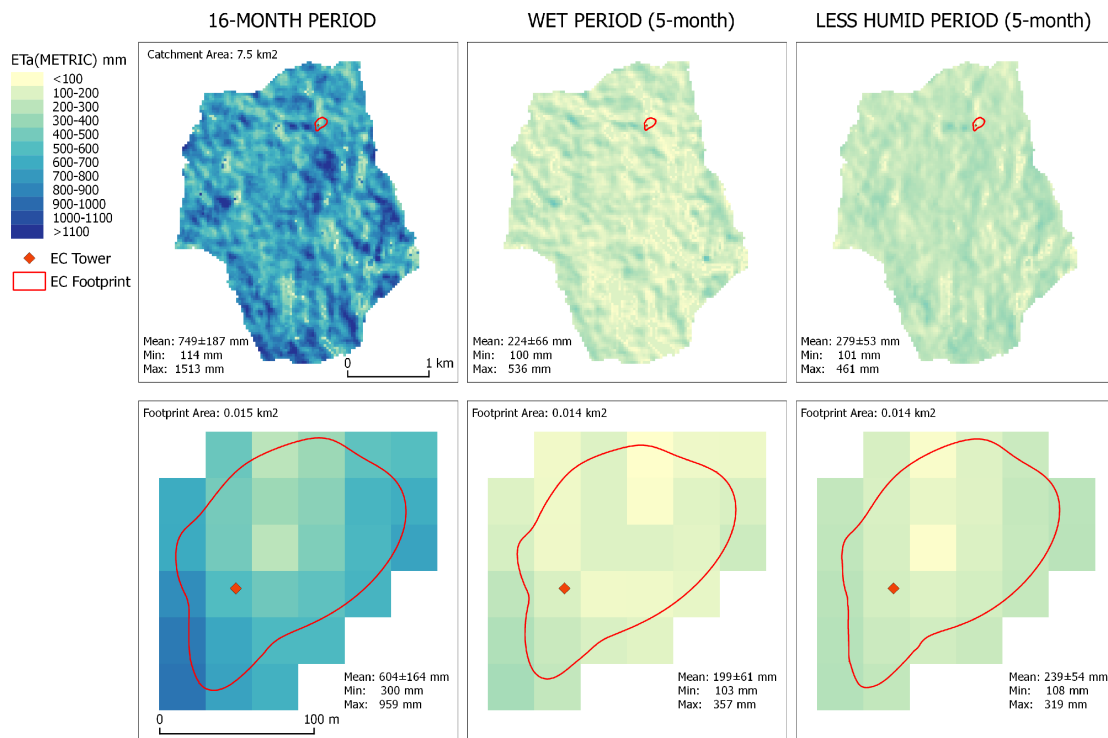 16-MONTH PERIOD
WET PERIOD (5-month)
LESS HUMID PERIOD (5-month)
ETa(METRIC) mm
<100
100-200
200-300
300-400
400-500
500-600
600-700
700-800
800-900
900-1000
1000-1100
>1100
EC Tower
EC Footprint
Catchment Area: 7.5 km2
Mean: 749±187 mm
Min: 114 mm
Max: 1513 mm
0 1 km
Mean: 224±66 mm
Min: 100 mm
Max: 536 mm
Mean: 279±53 mm
Min: 101 mm
Max: 461 mm
Footprint Area: 0.015 km2
Mean: 604±164 mm
Min: 300 mm
Max: 959 mm
0 100 m
Footprint Area: 0.014 km2
Mean: 199±61 mm
Min: 103 mm
Max: 357 mm
Footprint Area: 0.014 km2
Mean: 239±54 mm
Min: 108 mm
Max: 319 mm